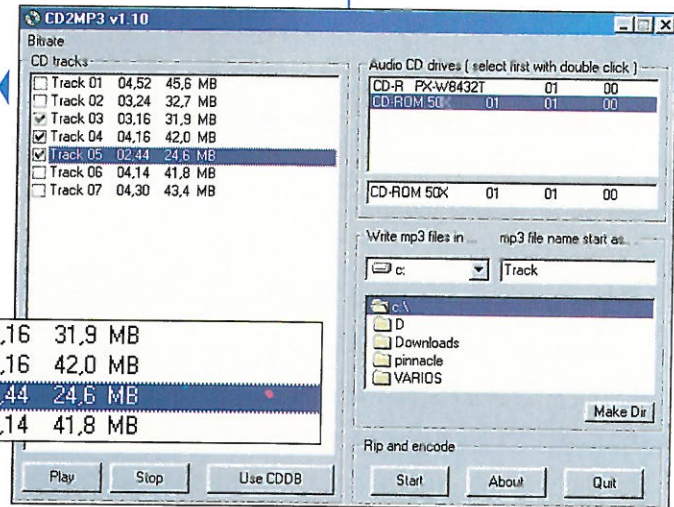 CD2MP3 v1.10
Bitrate
CD tracks
Track 01 04,52 45,6 MB
Track 02 03,24 32,7 MB
Track 03 03,16 31,9 MB
Track 04 04,16 42,0 MB
Track 05 02,44 24,6 MB
Track 06 04,14 41,8 MB
Track 07 04,30 43,4 MB
,16 31,9 MB
,16 42,0 MB
,44 24,6 MB
,14 41,8 MB
Play Stop Use CDDB
Audio CD drives ( select first with double click )
CD-R PX-W8432T 01 00
CD-ROM 50X 01 01 00
CD-ROM 50X 01 01 00
Write mp3 files in ... mp3 file name start as...
c: Track
c:\
D
Downloads
pinnacle
VARIOS
Make Dir
Rip and encode
Start About Quit